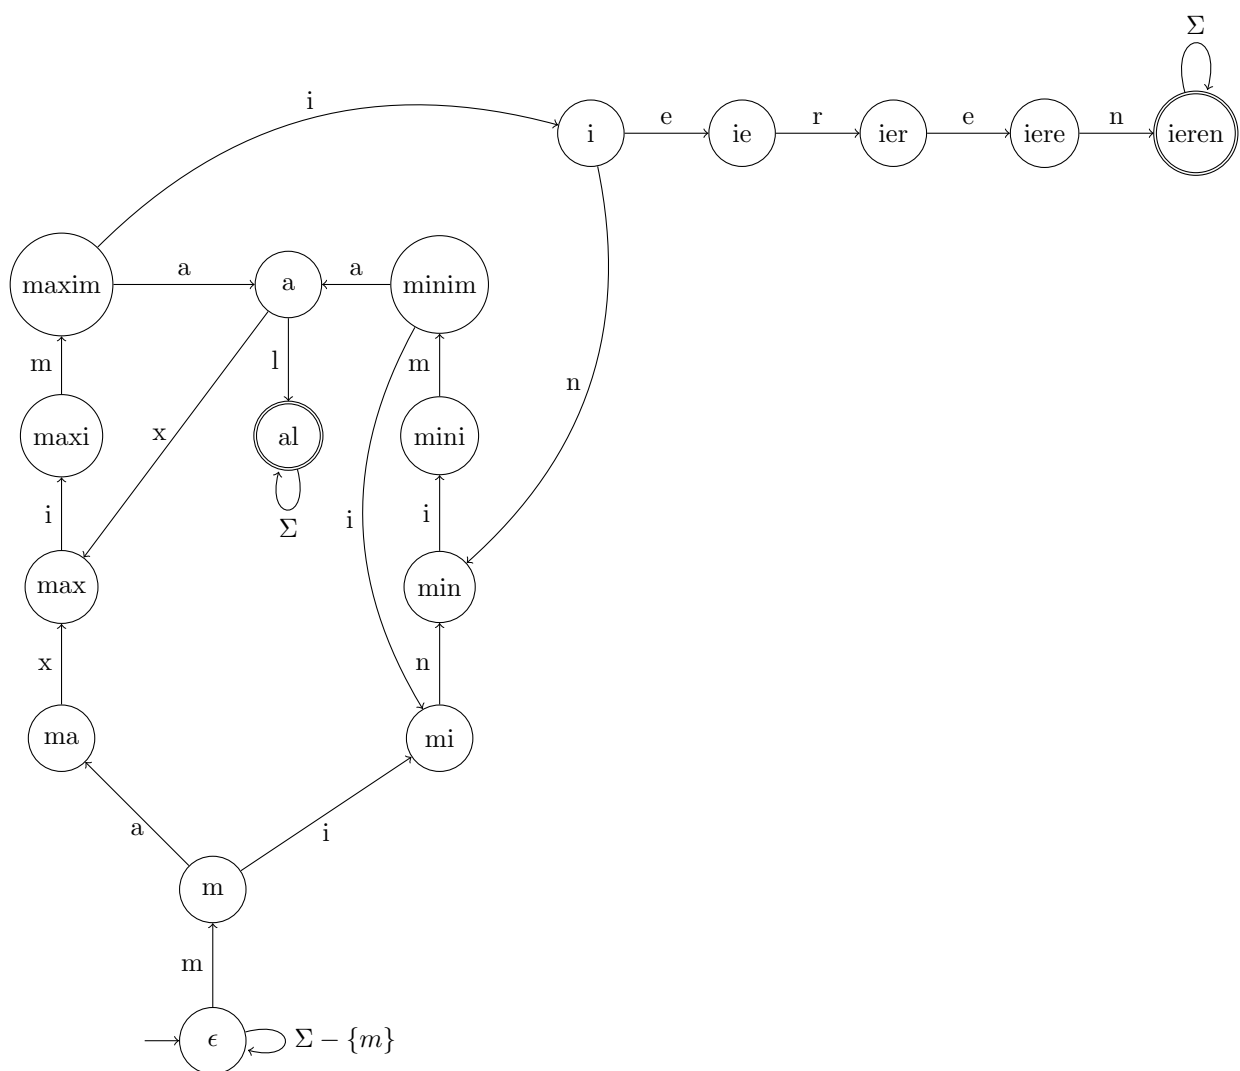 Σ
i
i e ie r ier e iere n ieren
maxim a a a minim
m l m n
maxi x al mini
i Σ i i
max min
x n
ma mi
a i
m
m
ϵ Σ − {m}